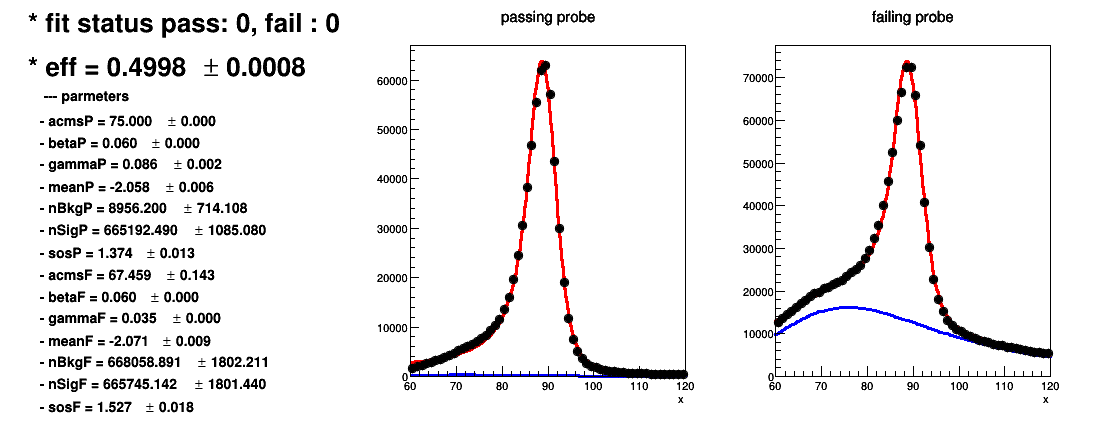 * fit status pass: 0, fail : 0
* eff = 0.4998 ± 0.0008
--- parmeters
- acmsP = 75.000 ± 0.000
- betaP = 0.060 ± 0.000
- gammaP = 0.086 ± 0.002
- meanP = -2.058 ± 0.006
- nBkgP = 8956.200 ± 714.108
- nSigP = 665192.490 ± 1085.080
- sosP = 1.374 ± 0.013
- acmsF = 67.459 ± 0.143
- betaF = 0.060 ± 0.000
- gammaF = 0.035 ± 0.000
- meanF = -2.071 ± 0.009
- nBkgF = 668058.891 ± 1802.211
- nSigF = 665745.142 ± 1801.440
- sosF = 1.527 ± 0.018
passing probe
60000
50000
40000
30000
20000
10000
0
60 70 80 90 100 110 120
x
failing probe
70000
60000
50000
40000
30000
20000
10000
0
60 70 80 90 100 110 120
x